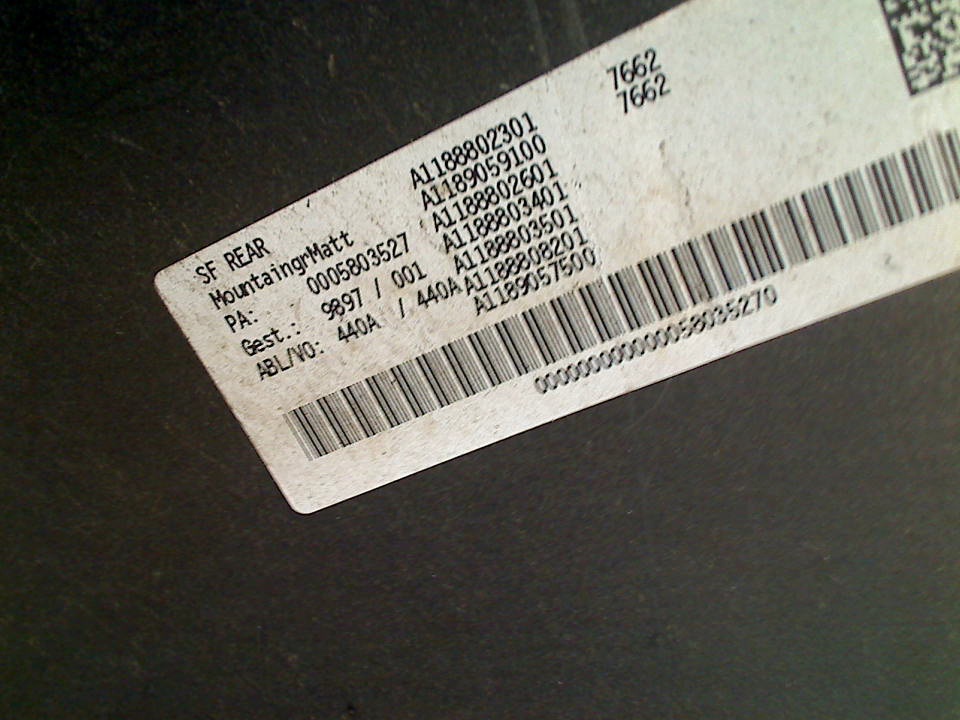 SF REAR
MountaingrMatt
PA: 0005803527
Gest.: 9897 / 001
ABL/VO: 440A / 440A
A1188802301 7662
A1189059100 7662
A1188802601
A1188803401
A1188803501
A1188808201
A1189057500
00000000000058035270